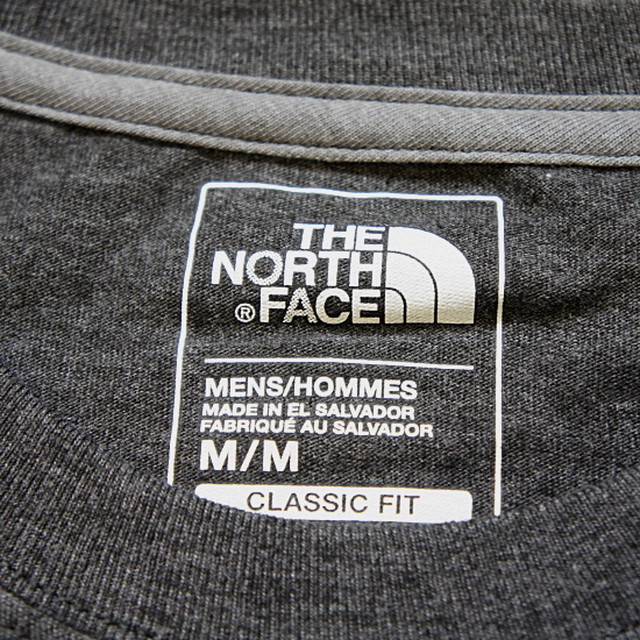 THE
NORTH
® FACE
MENS/HOMMES
MADE IN EL SALVADOR
FABRIQUÉ AU SALVADOR
M/M
CLASSIC FIT